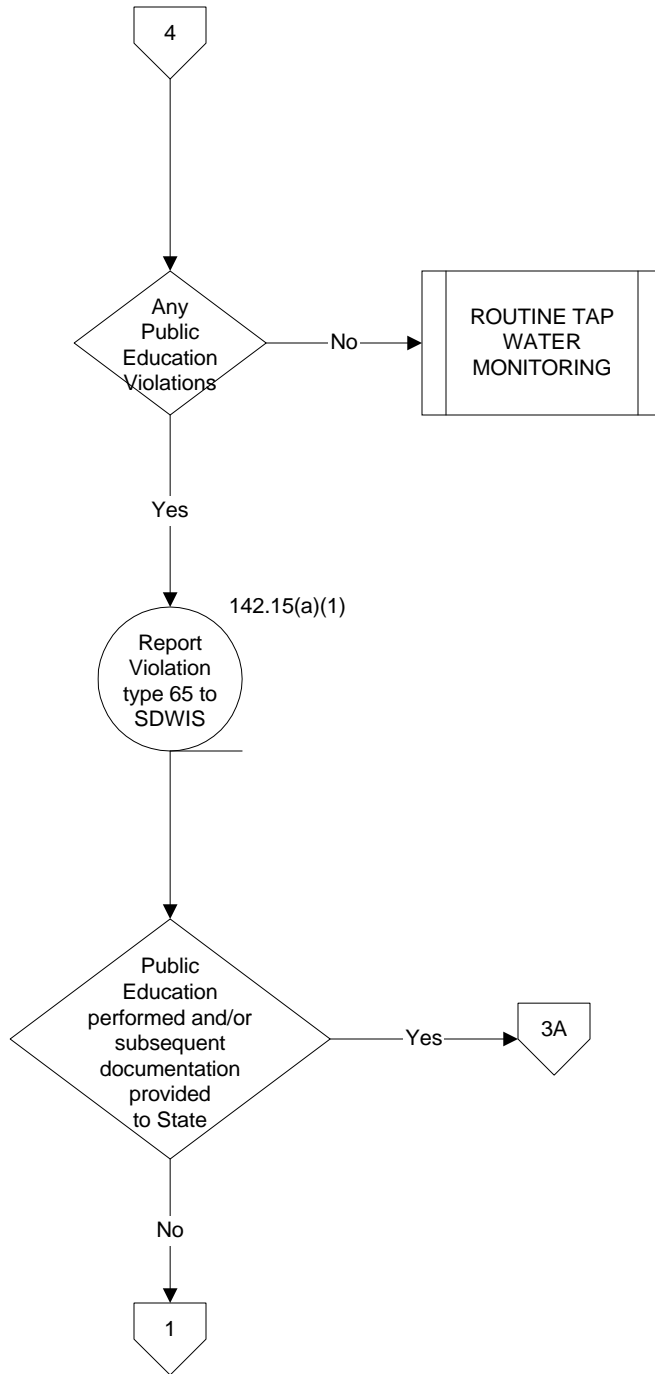 4
Any
Public
Education
Violations
No
ROUTINE TAP
WATER
MONITORING
Yes
142.15(a)(1)
Report
Violation
type 65 to
SDWIS
Public
Education
performed and/or
subsequent
documentation
provided
to State
Yes
3A
No
1